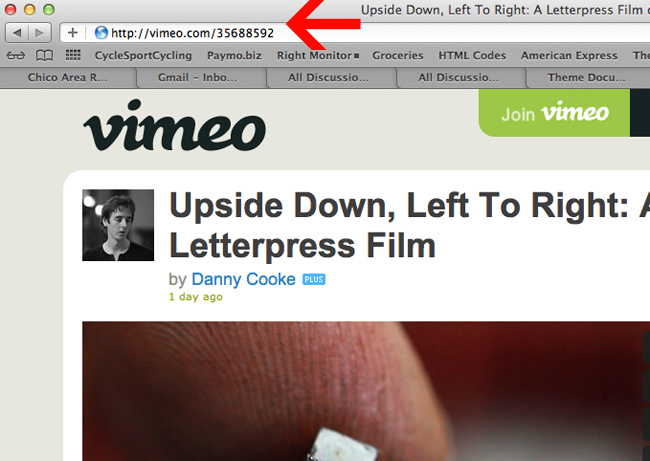 Upside Down, Left To Right: A Letterpress Film
http://vimeo.com/35688592
CycleSportCycling Paymo.biz Right Monitor Groceries HTML Codes American Express The
Chico Area R... Gmail – Inbo... All Discussio... All Discussio... Theme Docu...
vimeo Join vimeo
Upside Down, Left To Right: A
Letterpress Film
by Danny Cooke PLUS
1 day ago